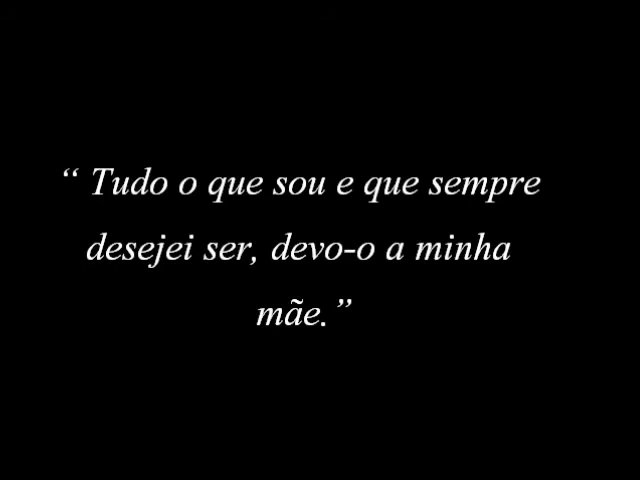 “ Tudo o que sou e que sempre
desejei ser, devo-o a minha
mãe.”